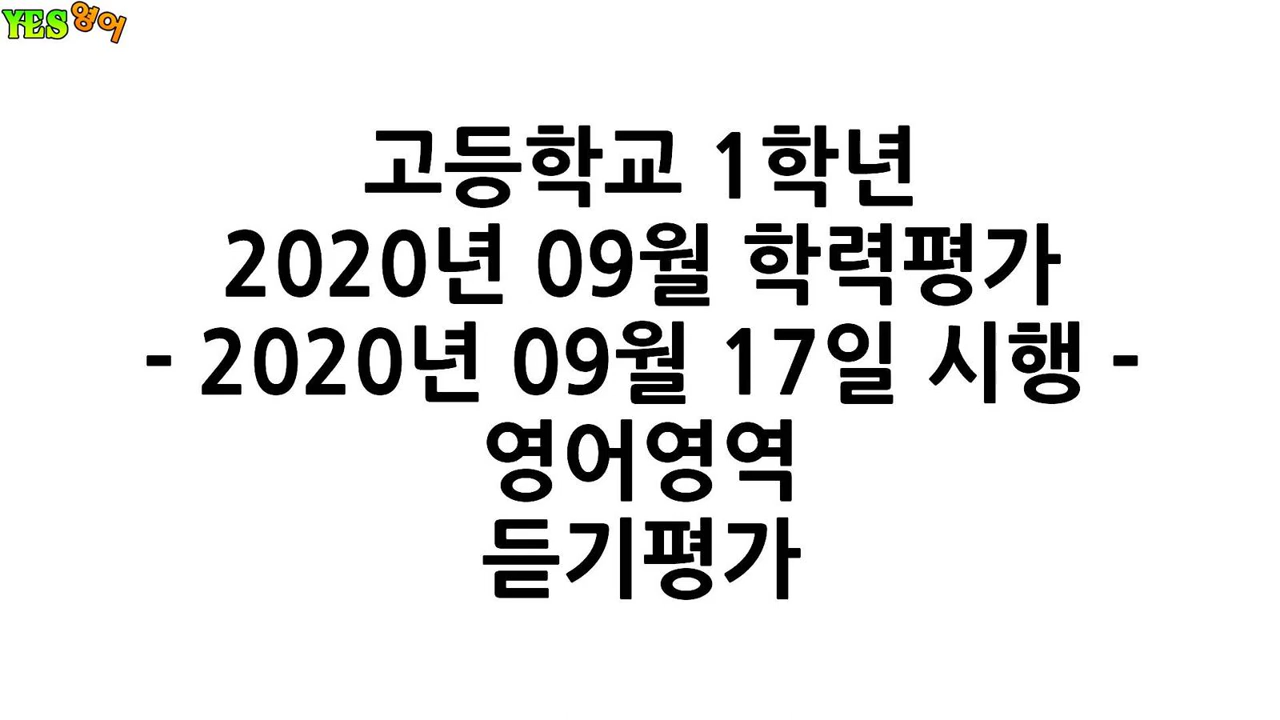 YES영어
고등학교 1학년
2020년 09월 학력평가
- 2020년 09월 17일 시행 -
영어영역
듣기평가